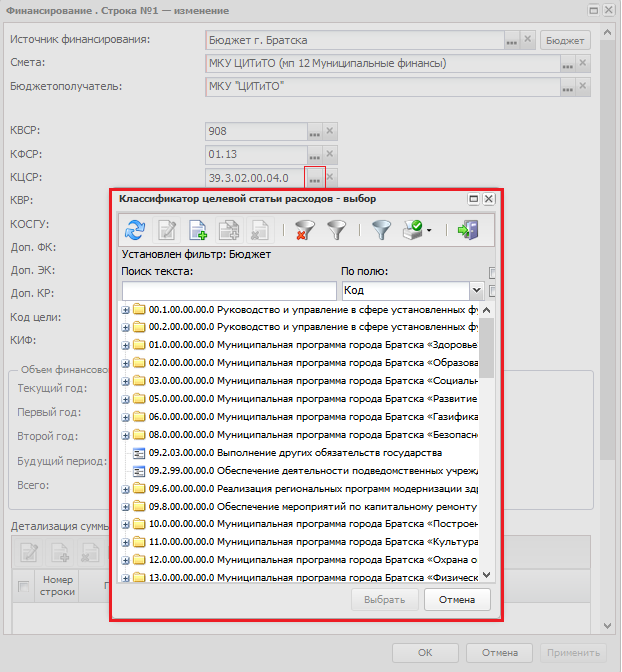 Финансирование . Строка №1 — изменение
Источник финансирования: Бюджет г. Братска ... Бюджет
Смета: МКУ ЦИТиТО (мп 12 Муниципальные финансы) ...
Бюджетополучатель: МКУ "ЦИТиТО" ...
КВСР: 908 ...
КФСР: 01.13 ...
КЦСР: 39.3.02.00.04.0 ...
КВР:
КОСГУ:
Доп. ФК:
Доп. ЭК:
Доп. КР:
Код цели:
КИФ:
Объем финансово
Текущий год:
Первый год:
Второй год:
Будущий период:
Всего:
Детализация суммы
Номер строки
Классификатор целевой статьи расходов - выбор
Установлен фильтр: Бюджет
Поиск текста: По полю:
Код
00.1.00.00.00.0 Руководство и управление в сфере установленных фу
00.2.00.00.00.0 Руководство и управление в сфере установленных фу
01.0.00.00.00.0 Муниципальная программа города Братска «Здоровье
02.0.00.00.00.0 Муниципальная программа города Братска «Образова
03.0.00.00.00.0 Муниципальная программа города Братска «Социальн
05.0.00.00.00.0 Муниципальная программа города Братска «Развитие
06.0.00.00.00.0 Муниципальная программа города Братска «Газифика
08.0.00.00.00.0 Муниципальная программа города Братска «Безопасн
09.2.03.00.00.0 Выполнение других обязательств государства
09.2.99.00.00.0 Обеспечение деятельности подведомственных учрежд
09.6.00.00.00.0 Реализация региональных программ модернизации здр
09.8.00.00.00.0 Обеспечение мероприятий по капитальному ремонту
10.0.00.00.00.0 Муниципальная программа города Братска «Построен
11.0.00.00.00.0 Муниципальная программа города Братска «Культура
12.0.00.00.00.0 Муниципальная программа города Братска «Охрана о
13.0.00.00.00.0 Муниципальная программа города Братска «Физическ
Выбрать Отмена
ОК Отмена Применить